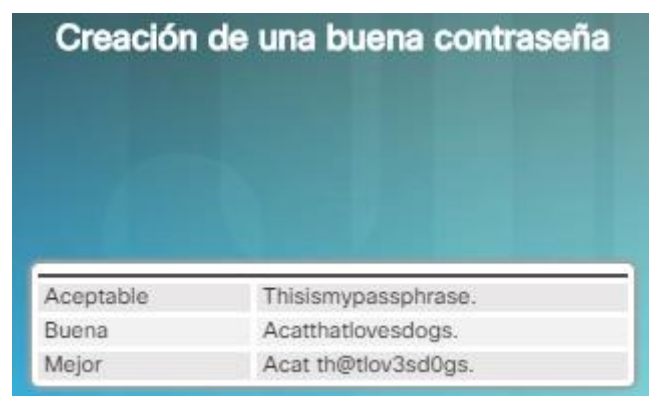 Creación de una buena contraseña
Aceptable Thisismypassphrase.
Buena Acatthatlovesdogs.
Mejor Acat th@tlov3sd0gs.